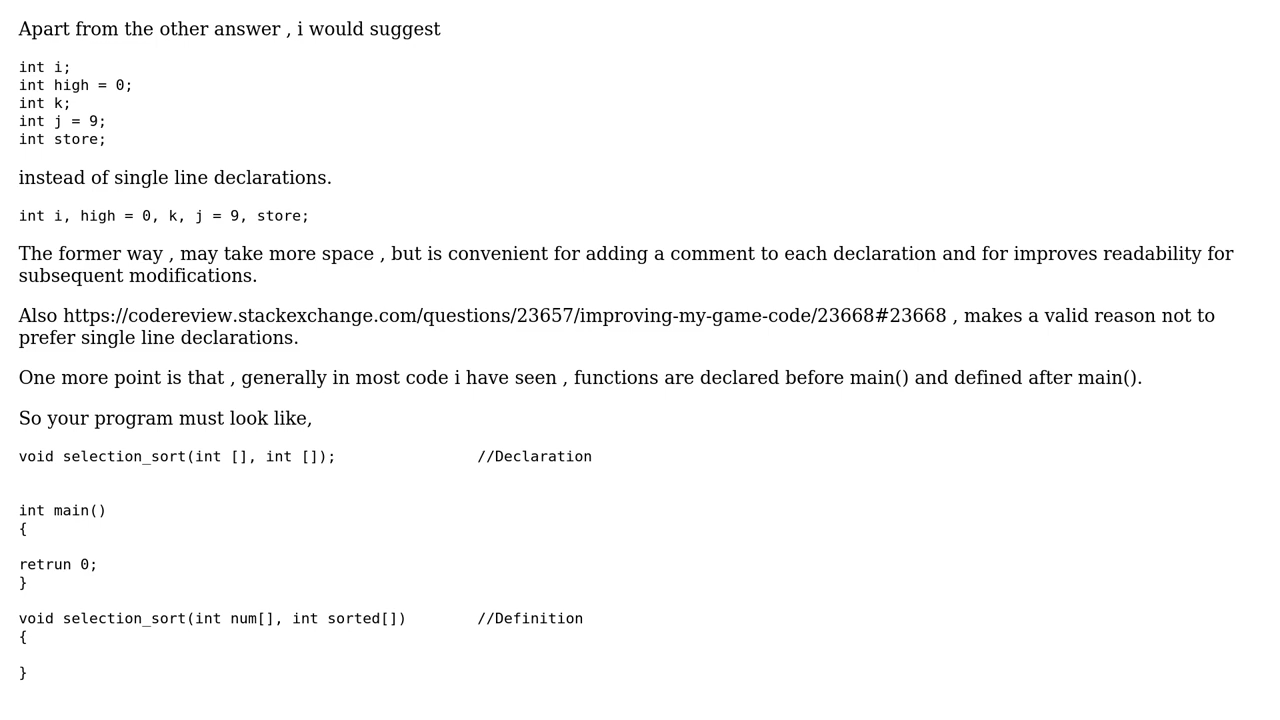 Apart from the other answer , i would suggest
int i;
int high = 0;
int k;
int j = 9;
int store;
instead of single line declarations.
int i, high = 0, k, j = 9, store;
The former way , may take more space , but is convenient for adding a comment to each declaration and for improves readability for
subsequent modifications.
Also https://codereview.stackexchange.com/questions/23657/improving-my-game-code/23668#23668 , makes a valid reason not to
prefer single line declarations.
One more point is that , generally in most code i have seen , functions are declared before main() and defined after main().
So your program must look like,
void selection_sort(int [], int []);                //Declaration
int main()
{
retrun 0;
}
void selection_sort(int num[], int sorted[])        //Definition
{
}